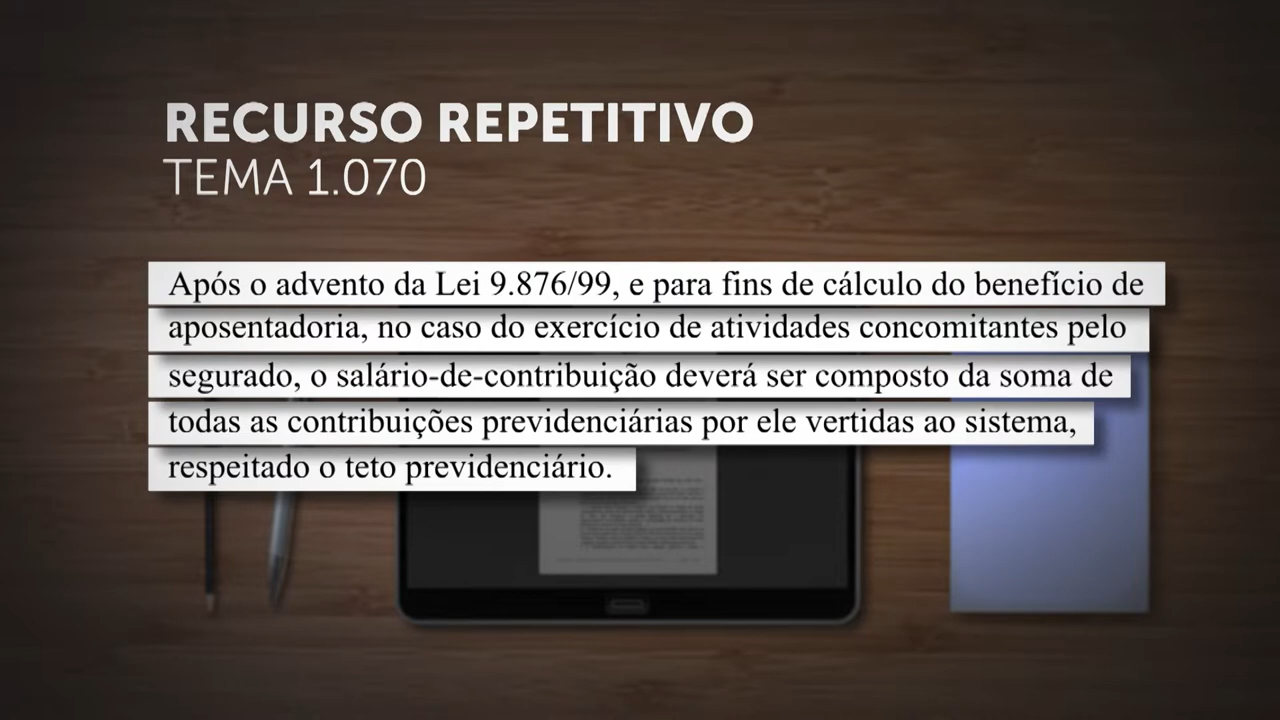 RECURSO REPETITIVO
TEMA 1.070
Após o advento da Lei 9.876/99, e para fins de cálculo do benefício de
aposentadoria, no caso do exercício de atividades concomitantes pelo
segurado, o salário-de-contribuição deverá ser composto da soma de
todas as contribuições previdenciárias por ele vertidas ao sistema,
respeitado o teto previdenciário.